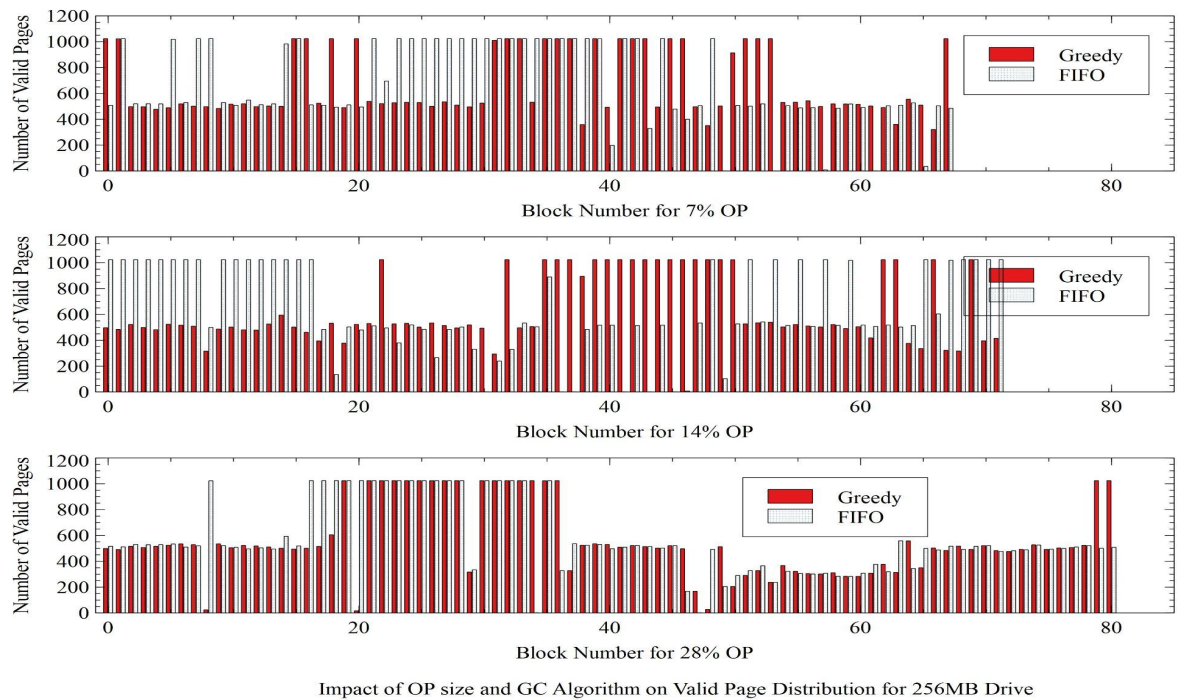 Number of Valid Pages
1200
1000
800
600
400
200
0
0 20 40 60 80
Greedy
FIFO
Block Number for 7% OP
Number of Valid Pages
1200
1000
800
600
400
200
0
0 20 40 60 80
Greedy
FIFO
Block Number for 14% OP
Number of Valid Pages
1200
1000
800
600
400
200
0
0 20 40 60 80
Greedy
FIFO
Block Number for 28% OP
Impact of OP size and GC Algorithm on Valid Page Distribution for 256MB Drive